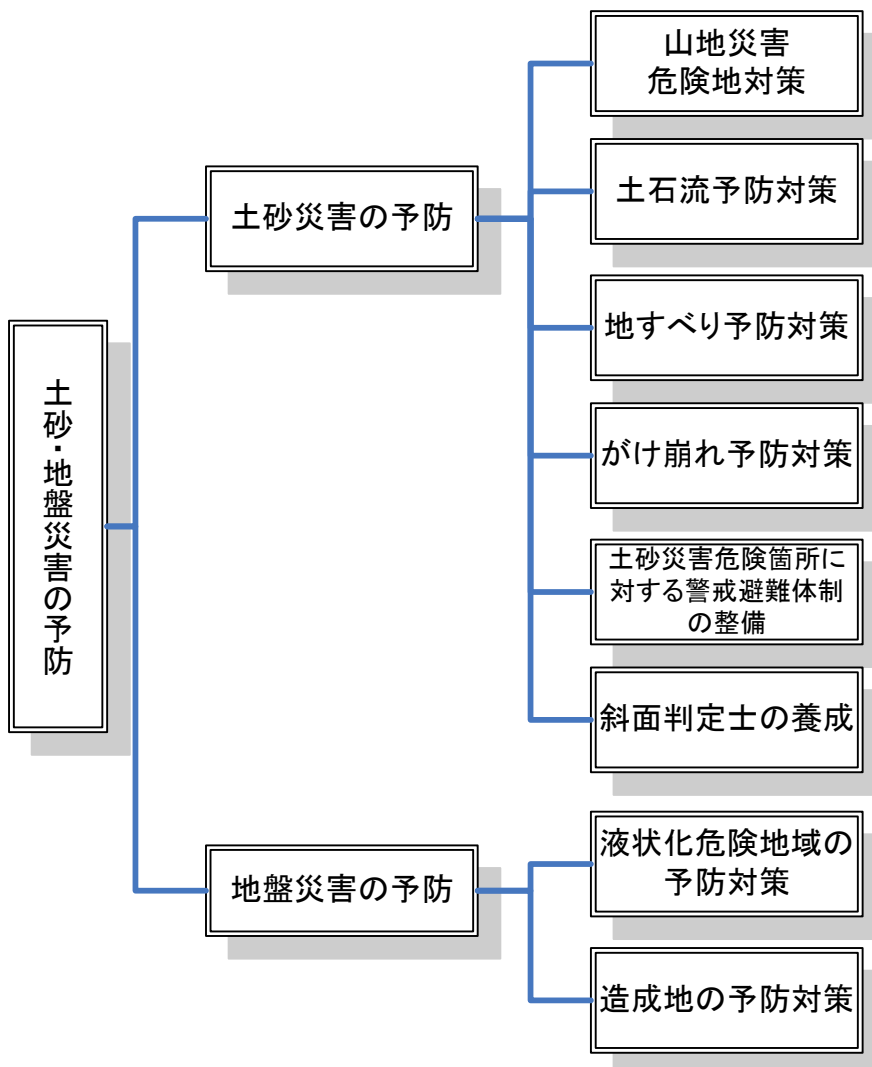 土砂・地盤災害の予防
土砂災害の予防
山地災害
危険地対策
土石流予防対策
地すべり予防対策
がけ崩れ予防対策
土砂災害危険箇所に
対する警戒避難体制
の整備
斜面判定士の養成
地盤災害の予防
液状化危険地域の
予防対策
造成地の予防対策